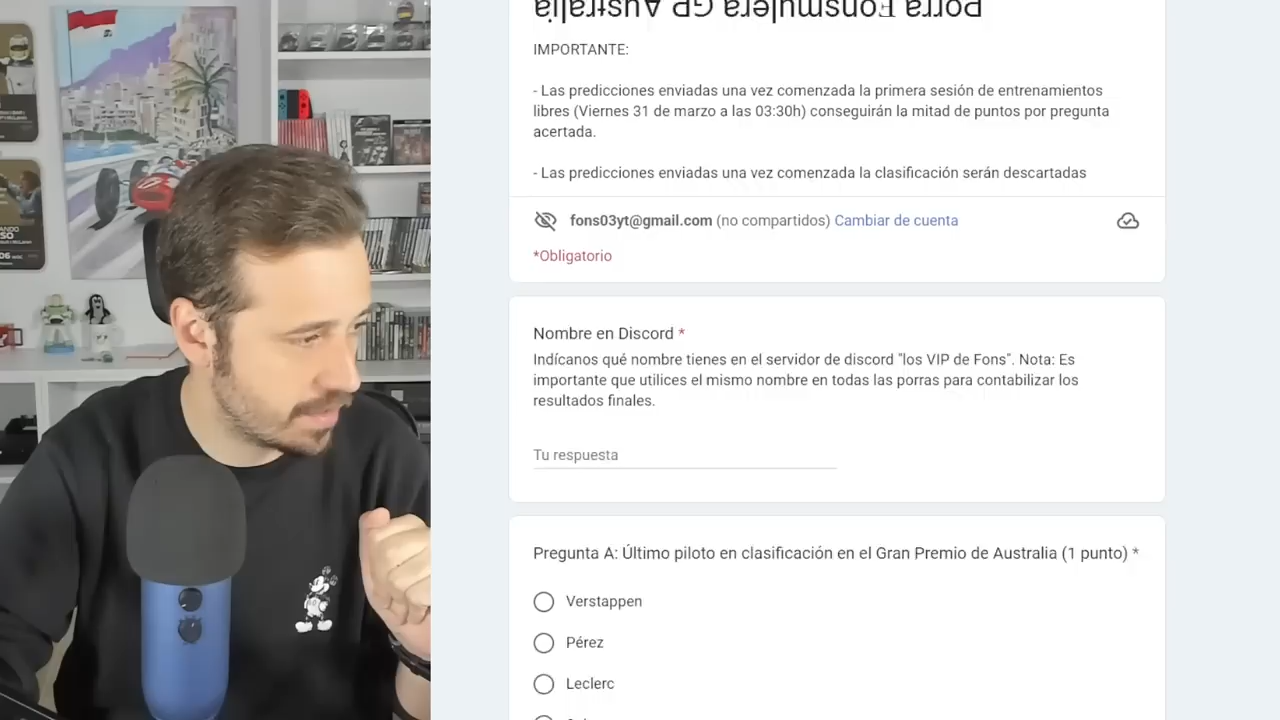 Porra Fonsmulera GP Australia
IMPORTANTE:
- Las predicciones enviadas una vez comenzada la primera sesión de entrenamientos
libres (Viernes 31 de marzo a las 03:30h) conseguirán la mitad de puntos por pregunta
acertada.
- Las predicciones enviadas una vez comenzada la clasificación serán descartadas
fons03yt@gmail.com (no compartidos) Cambiar de cuenta
*Obligatorio
Nombre en Discord *
Indícanos qué nombre tienes en el servidor de discord "los VIP de Fons". Nota: Es
importante que utilices el mismo nombre en todas las porras para contabilizar los
resultados finales.
Tu respuesta
Pregunta A: Último piloto en clasificación en el Gran Premio de Australia (1 punto) *
Verstappen
Pérez
Leclerc